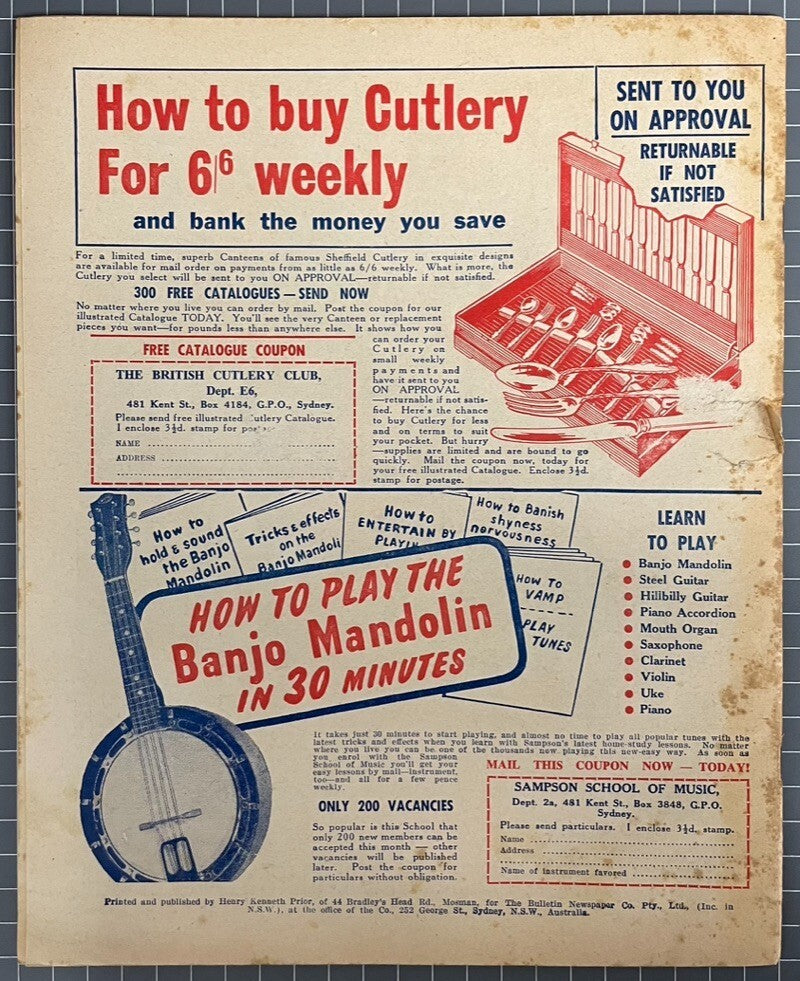 How to buy Cutlery
For 6/6 weekly
and bank the money you save
SENT TO YOU
ON APPROVAL
RETURNABLE
IF NOT
SATISFIED
For a limited time, superb Canteens of famous Sheffield Cutlery in exquisite designs
are available for mail order on payments from as little as 6/6 weekly. What is more, the
Cutlery you select will be sent to you ON APPROVAL—returnable if not satisfied.
300 FREE CATALOGUES — SEND NOW
No matter where you live you can order by mail. Post the coupon for our
illustrated Catalogue TODAY. You'll see the very Canteen or replacement
pieces you want—for pounds less than anywhere else. It shows how you
can order your
Cutlery on
small weekly
payments and
have it sent to you
ON APPROVAL
—returnable if not satis-
fied. Here's the chance
to buy Cutlery for less
and on terms to suit
your pocket. But hurry
—supplies are limited and are bound to go
quickly. Mail the coupon now, today for
your free illustrated Catalogue. Enclose 3½d.
stamp for postage.
FREE CATALOGUE COUPON
THE BRITISH CUTLERY CLUB,
Dept. E6,
481 Kent St., Box 4184, G.P.O., Sydney.
Please send free illustrated Cutlery Catalogue.
I enclose 3½d. stamp for
NAME
ADDRESS
How to
hold & sound
the Banjo
Mandolin
Tricks & effects
on the
Banjo Mandoli
How to
ENTERTAIN BY
PLAYIN
How to Banish
shyness
nervousness
HOW TO
VAMP
PLAY
TUNES
HOW TO PLAY THE
Banjo Mandolin
IN 30 MINUTES
LEARN
TO PLAY
● Banjo Mandolin
● Steel Guitar
● Hillbilly Guitar
● Piano Accordion
● Mouth Organ
● Saxophone
● Clarinet
● Violin
● Uke
● Piano
It takes just 30 minutes to start playing, and almost no time to play all popular tunes with the
latest tricks and effects when you learn with Sampson's latest home-study lessons. No matter
where you live you can be one of the thousands now playing this new-easy way. As soon as
you enrol with the Sampson
School of Music you'll get your
easy lessons by mail—instrument,
too—and all for a few pence
weekly.
ONLY 200 VACANCIES
So popular is this School that
only 200 new members can be
accepted this month — other
vacancies will be published
later. Post the coupon for
particulars without obligation.
MAIL THIS COUPON NOW — TODAY!
SAMPSON SCHOOL OF MUSIC,
Dept. 2a, 481 Kent St., Box 3848, G.P.O.
Sydney.
Please send particulars. I enclose 3½d. stamp.
Name
Address
Name of instrument favored
Printed and published by Henry Kenneth Prior, of 44 Bradley's Head Rd., Mosman, for The Bulletin Newspaper Co. Pty., Ltd., (Inc. in
N.S.W.), at the office of the Co., 252 George St., Sydney, N.S.W., Australia.